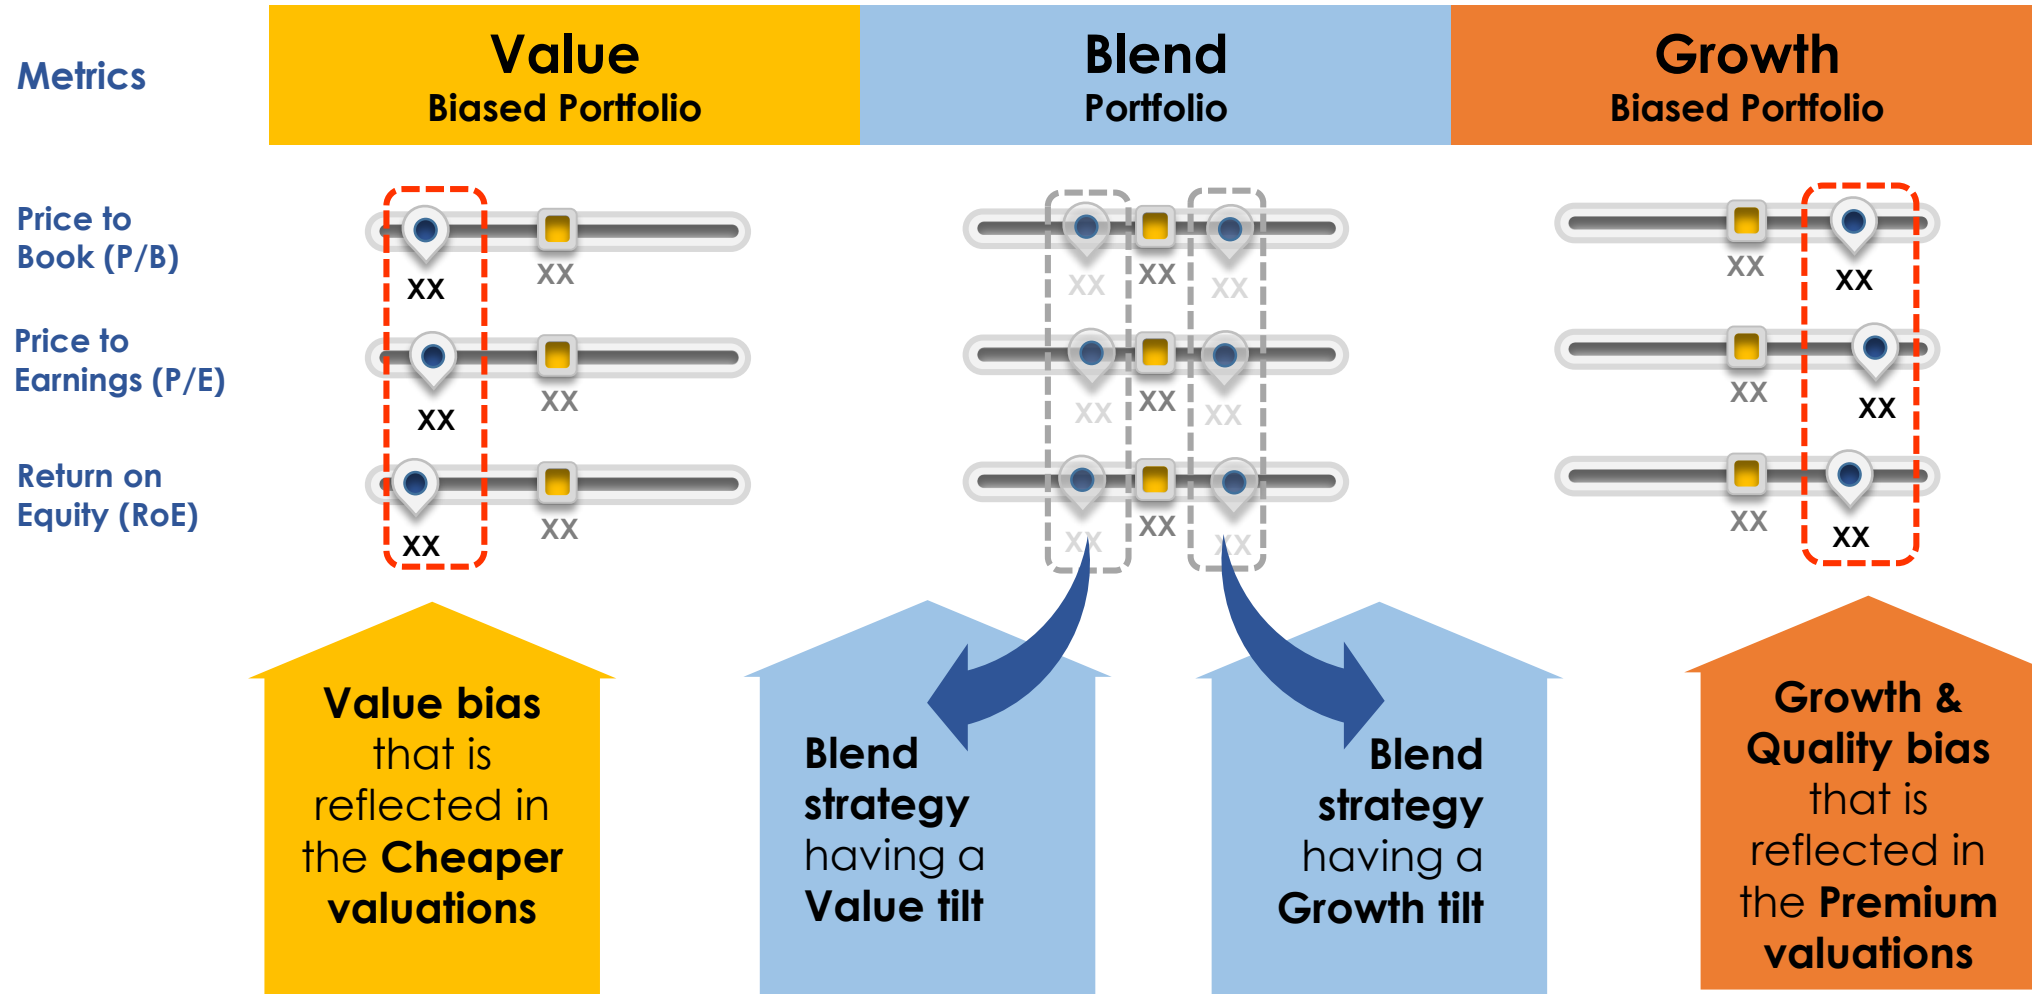 Metrics
Value
Biased Portfolio
Blend
Portfolio
Growth
Biased Portfolio
Price to
Book (P/B)
XX
XX
XX
XX
XX
XX
XX
Price to
Earnings (P/E)
XX
XX
XX
XX
XX
XX
XX
Return on
Equity (RoE)
XX
XX
XX
XX
XX
XX
XX
Value bias
that is
reflected in
the Cheaper
valuations
Blend
strategy
having a
Value tilt
Blend
strategy
having a
Growth tilt
Growth &
Quality bias
that is
reflected in
the Premium
valuations